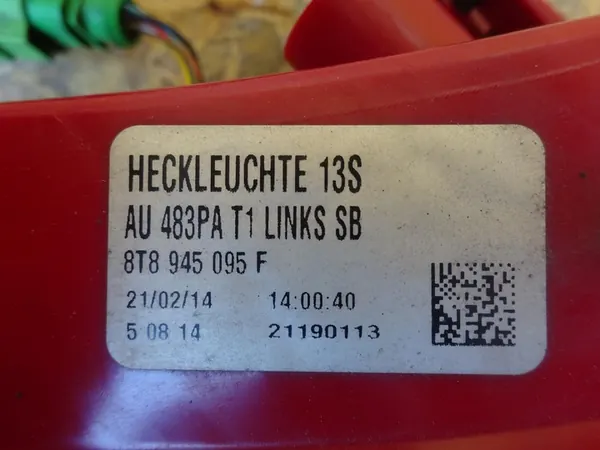 HECKLEUCHTE 13S
AU 483PA T1 LINKS SB
8T8 945 095 F
21/02/14 14:00:40
5 08 14 21190113